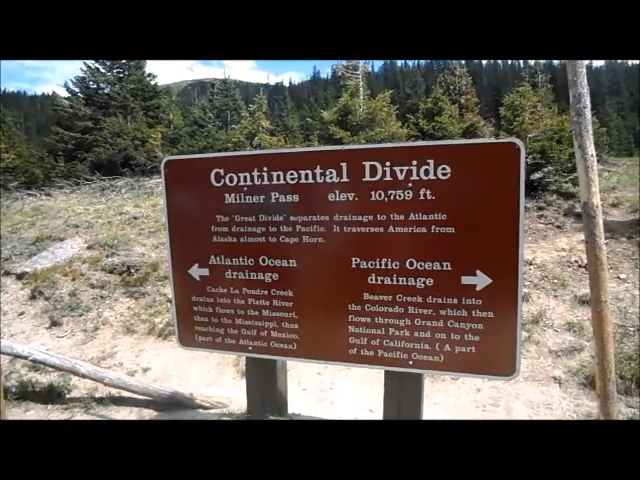 Continental Divide
Milner Pass elev. 10,759 ft.
The "Great Divide" separates drainage to the Atlantic
from drainage to the Pacific. It traverses America from
Alaska almost to Cape Horn.
Atlantic Ocean
drainage
Cache La Poudre Creek
drains into the Platte River
which flows to the Missouri,
then to the Mississippi, thus
reaching the Gulf of Mexico.
(part of the Atlantic Ocean)
Pacific Ocean
drainage
Beaver Creek drains into
the Colorado River, which then
flows through Grand Canyon
National Park and on to the
Gulf of California. ( a part
of the Pacific Ocean)